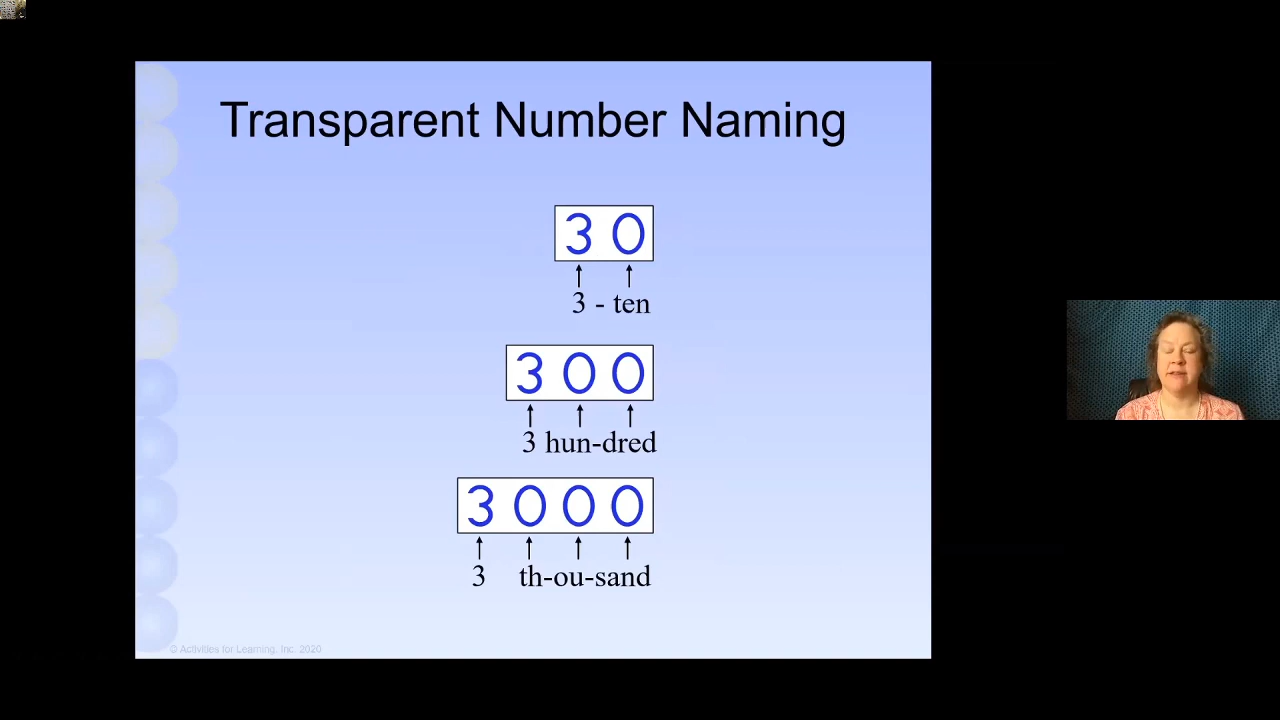 Transparent Number Naming
3 0
3 - ten
3 0 0
3 hun-dred
3 0 0 0
3 th-ou-sand
© Activities for Learning, Inc. 2020